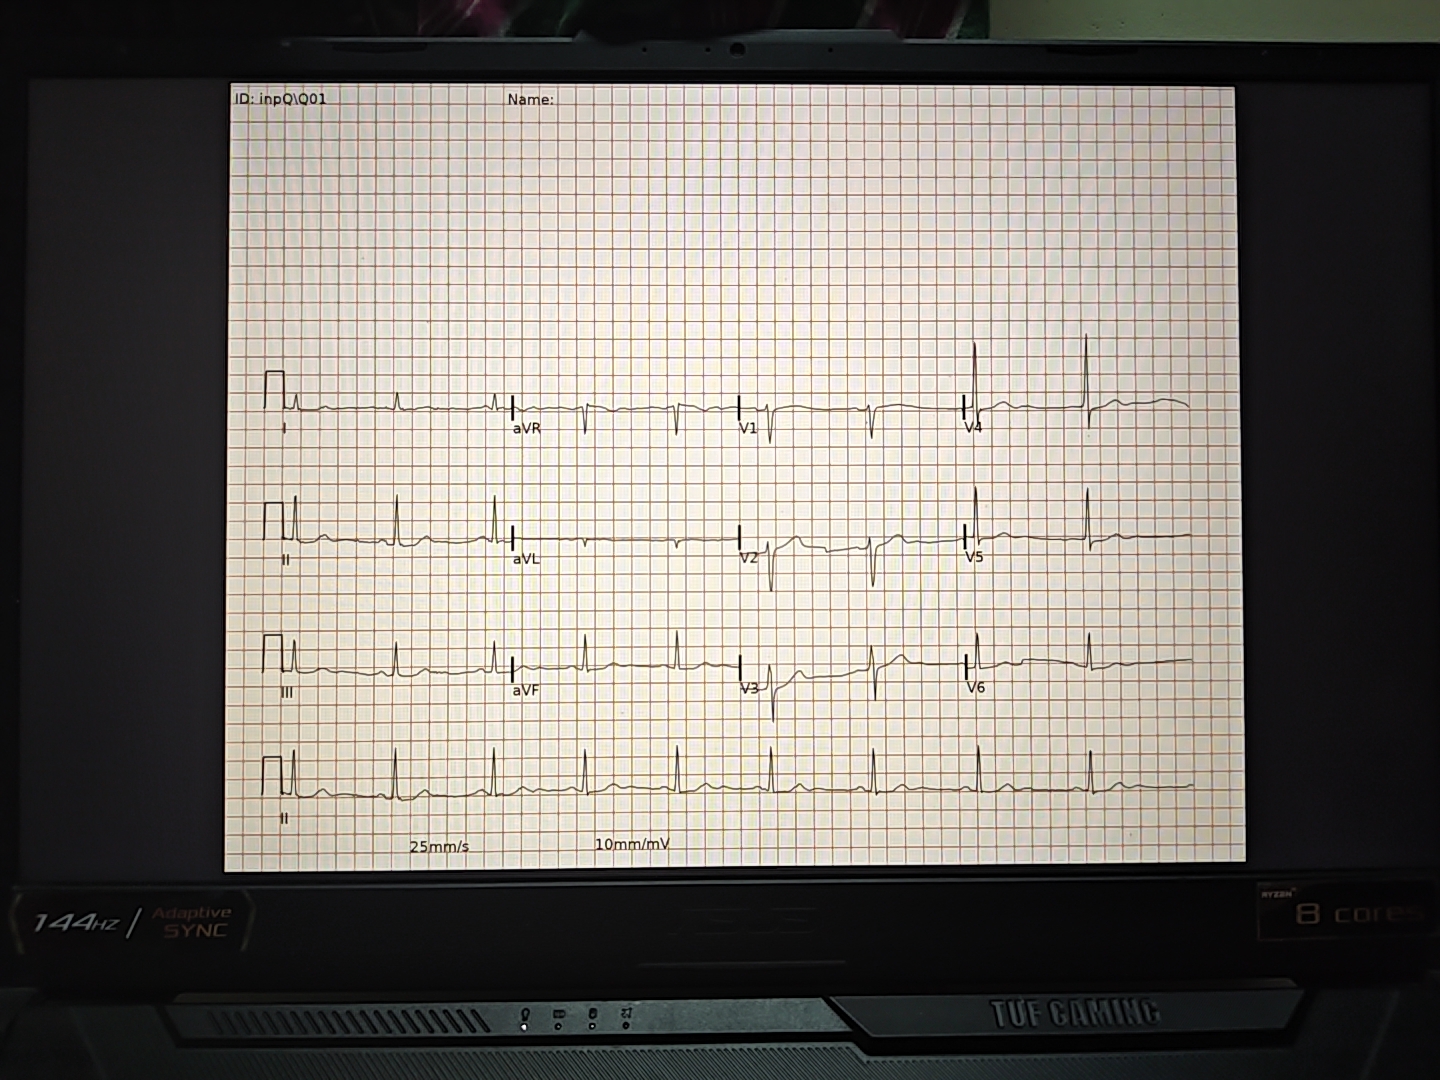 ID: inpQ\Q01 Name:
I aVR V1 V4
II aVL V2 V5
III aVF V3 V6
II
25mm/s 10mm/mV
144HZ / Adaptive SYNC
RYZEN
8 cores
TUF GAMING